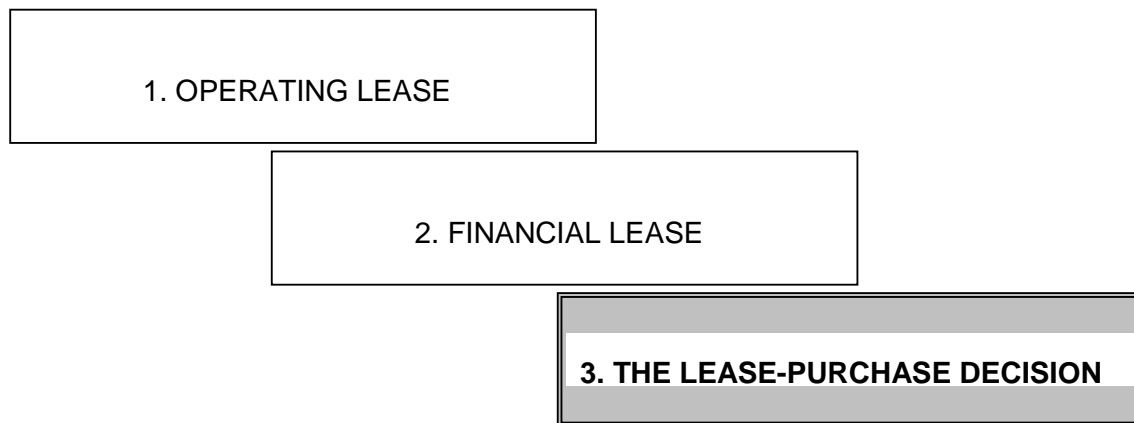 1. OPERATING LEASE
2. FINANCIAL LEASE
3. THE LEASE-PURCHASE DECISION